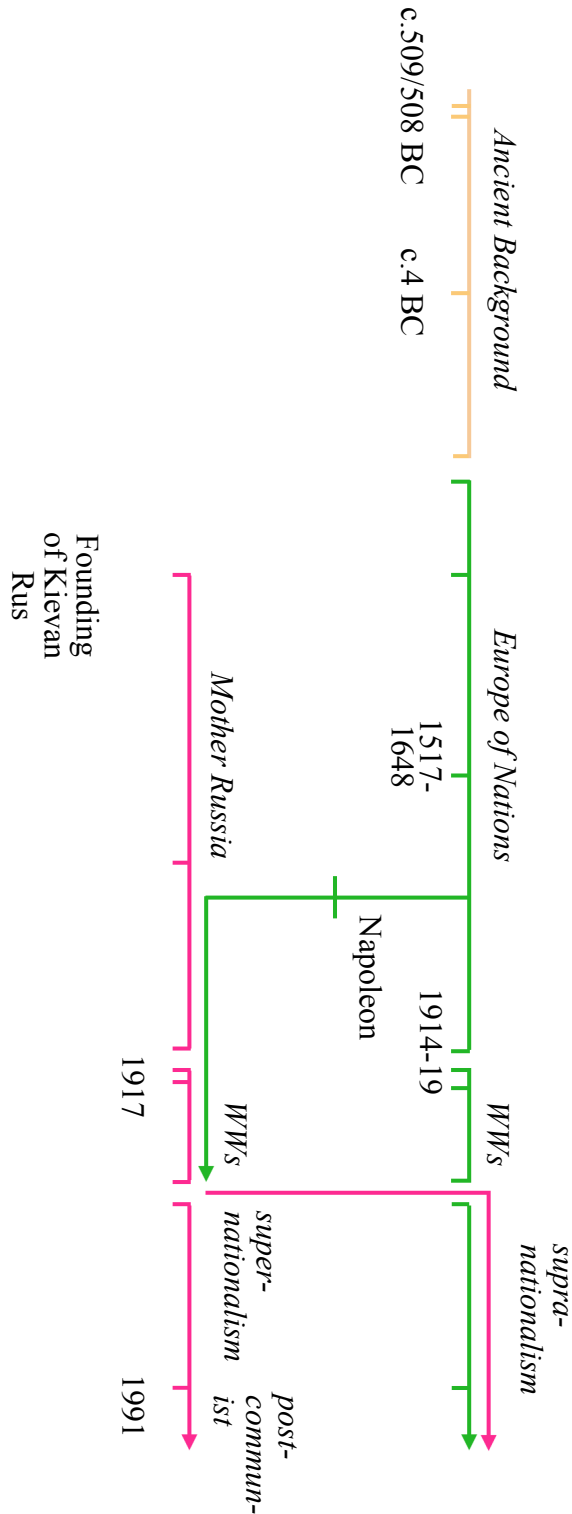 Ancient Background
c.509/508 BC
c.4 BC
Europe of Nations
1517-
1648
Napoleon
1914-19
WWs
supra-
nationalism
Founding
of Kievan
Rus
Mother Russia
1917
WWs
super-
nationalism
post-
commun-
ist
1991